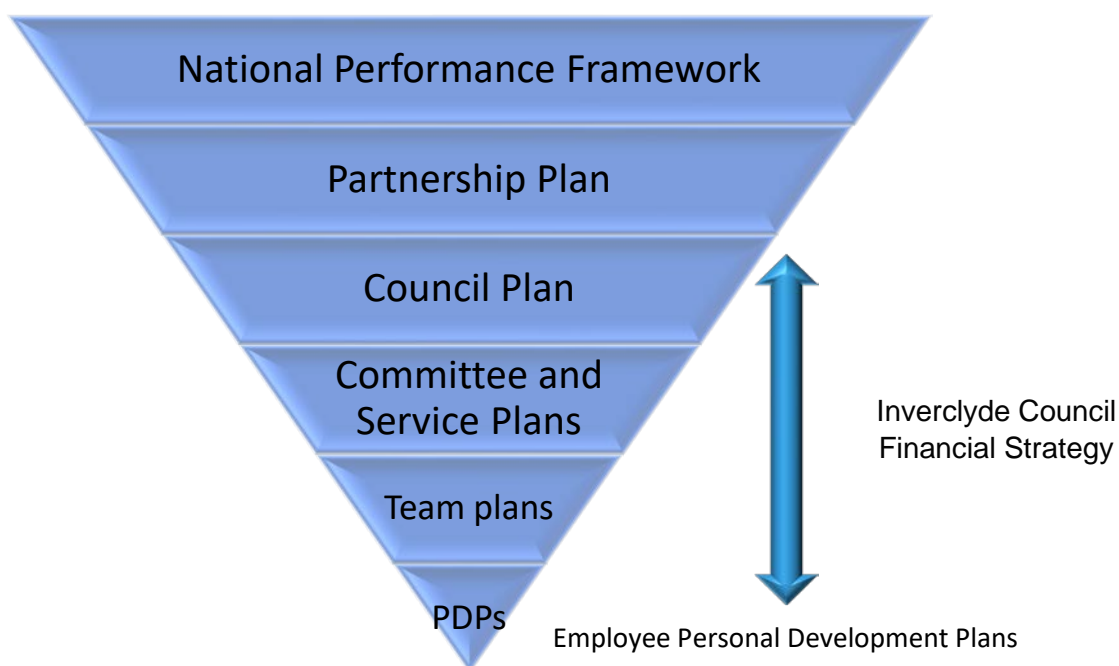 National Performance Framework
Partnership Plan
Council Plan
Committee and
Service Plans
Inverclyde Council
Financial Strategy
Team plans
PDPs
Employee Personal Development Plans